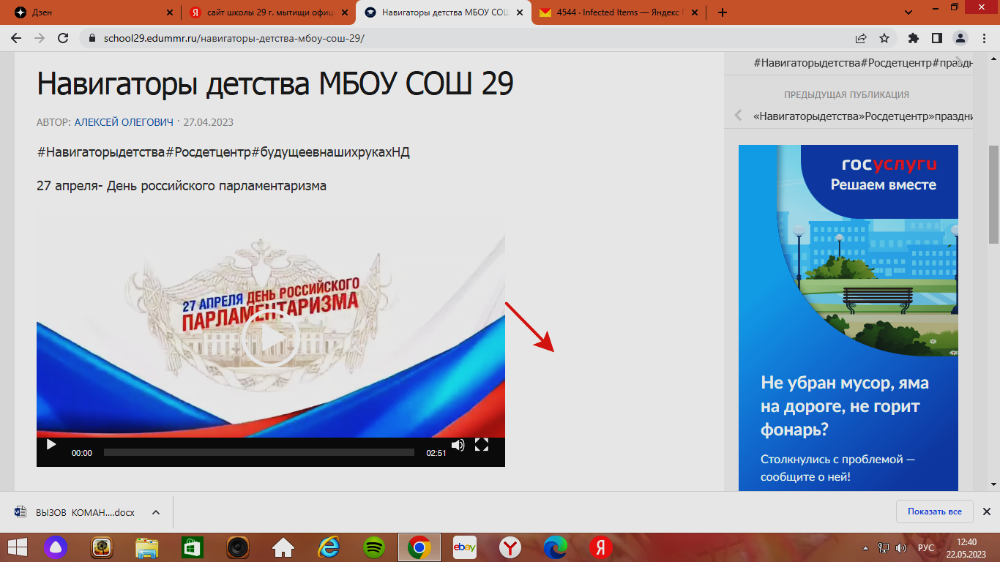 Дзен
сайт школы 29 г. мытищи офиц
Навигаторы детства МБОУ СОШ
4544 · Infected Items — Яндекс П
school29.edummr.ru/навигаторы-детства-мбоу-сош-29/
Навигаторы детства МБОУ СОШ 29
АВТОР: АЛЕКСЕЙ ОЛЕГОВИЧ · 27.04.2023
#Навигаторыдетства#Росдетцентр#будущеевнашихрукахНД
27 апреля- День российского парламентаризма
27 АПРЕЛЯ ДЕНЬ РОССИЙСКОГО
ПАРЛАМЕНТАРИЗМА
00:00
02:51
#Навигаторыдетства#Росдетцентр#праздн
ПРЕДЫДУЩАЯ ПУБЛИКАЦИЯ
«Навигаторыдетства»Росдетцентр»праздни
госуслуги
Решаем вместе
Не убран мусор, яма
на дороге, не горит
фонарь?
Столкнулись с проблемой —
сообщите о ней!
ВЫЗОВ КОМАН....docx
Показать все
ebay
РУС
12:40
22.05.2023